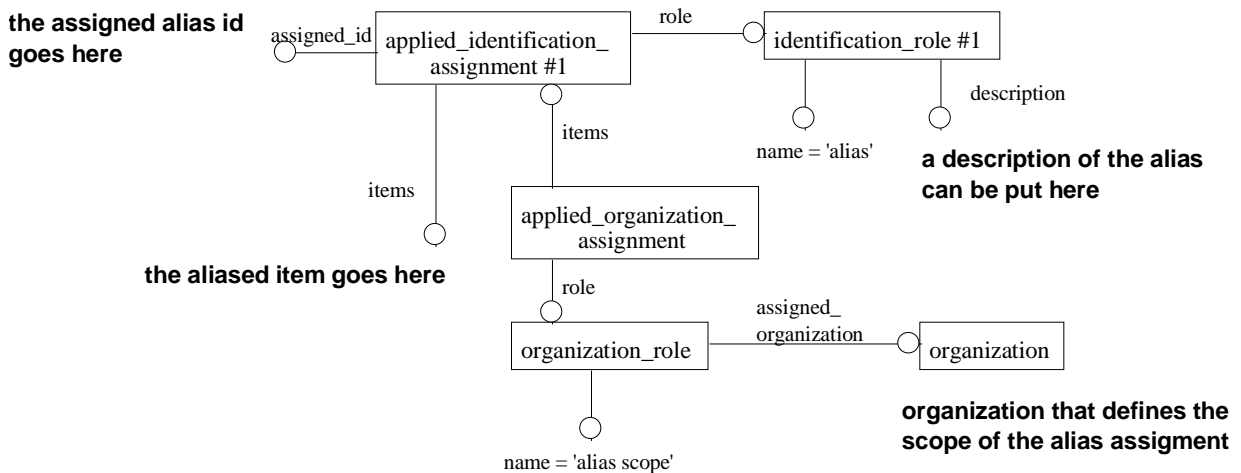 the assigned alias id
goes here
assigned_id
applied_identification_
assignment #1
role
identification_role #1
description
items
name = 'alias'
a description of the alias
can be put here
items
applied_organization_
assignment
the aliased item goes here
role
assigned_
organization
organization_role
organization
organization that defines the
scope of the alias assigment
name = 'alias scope'